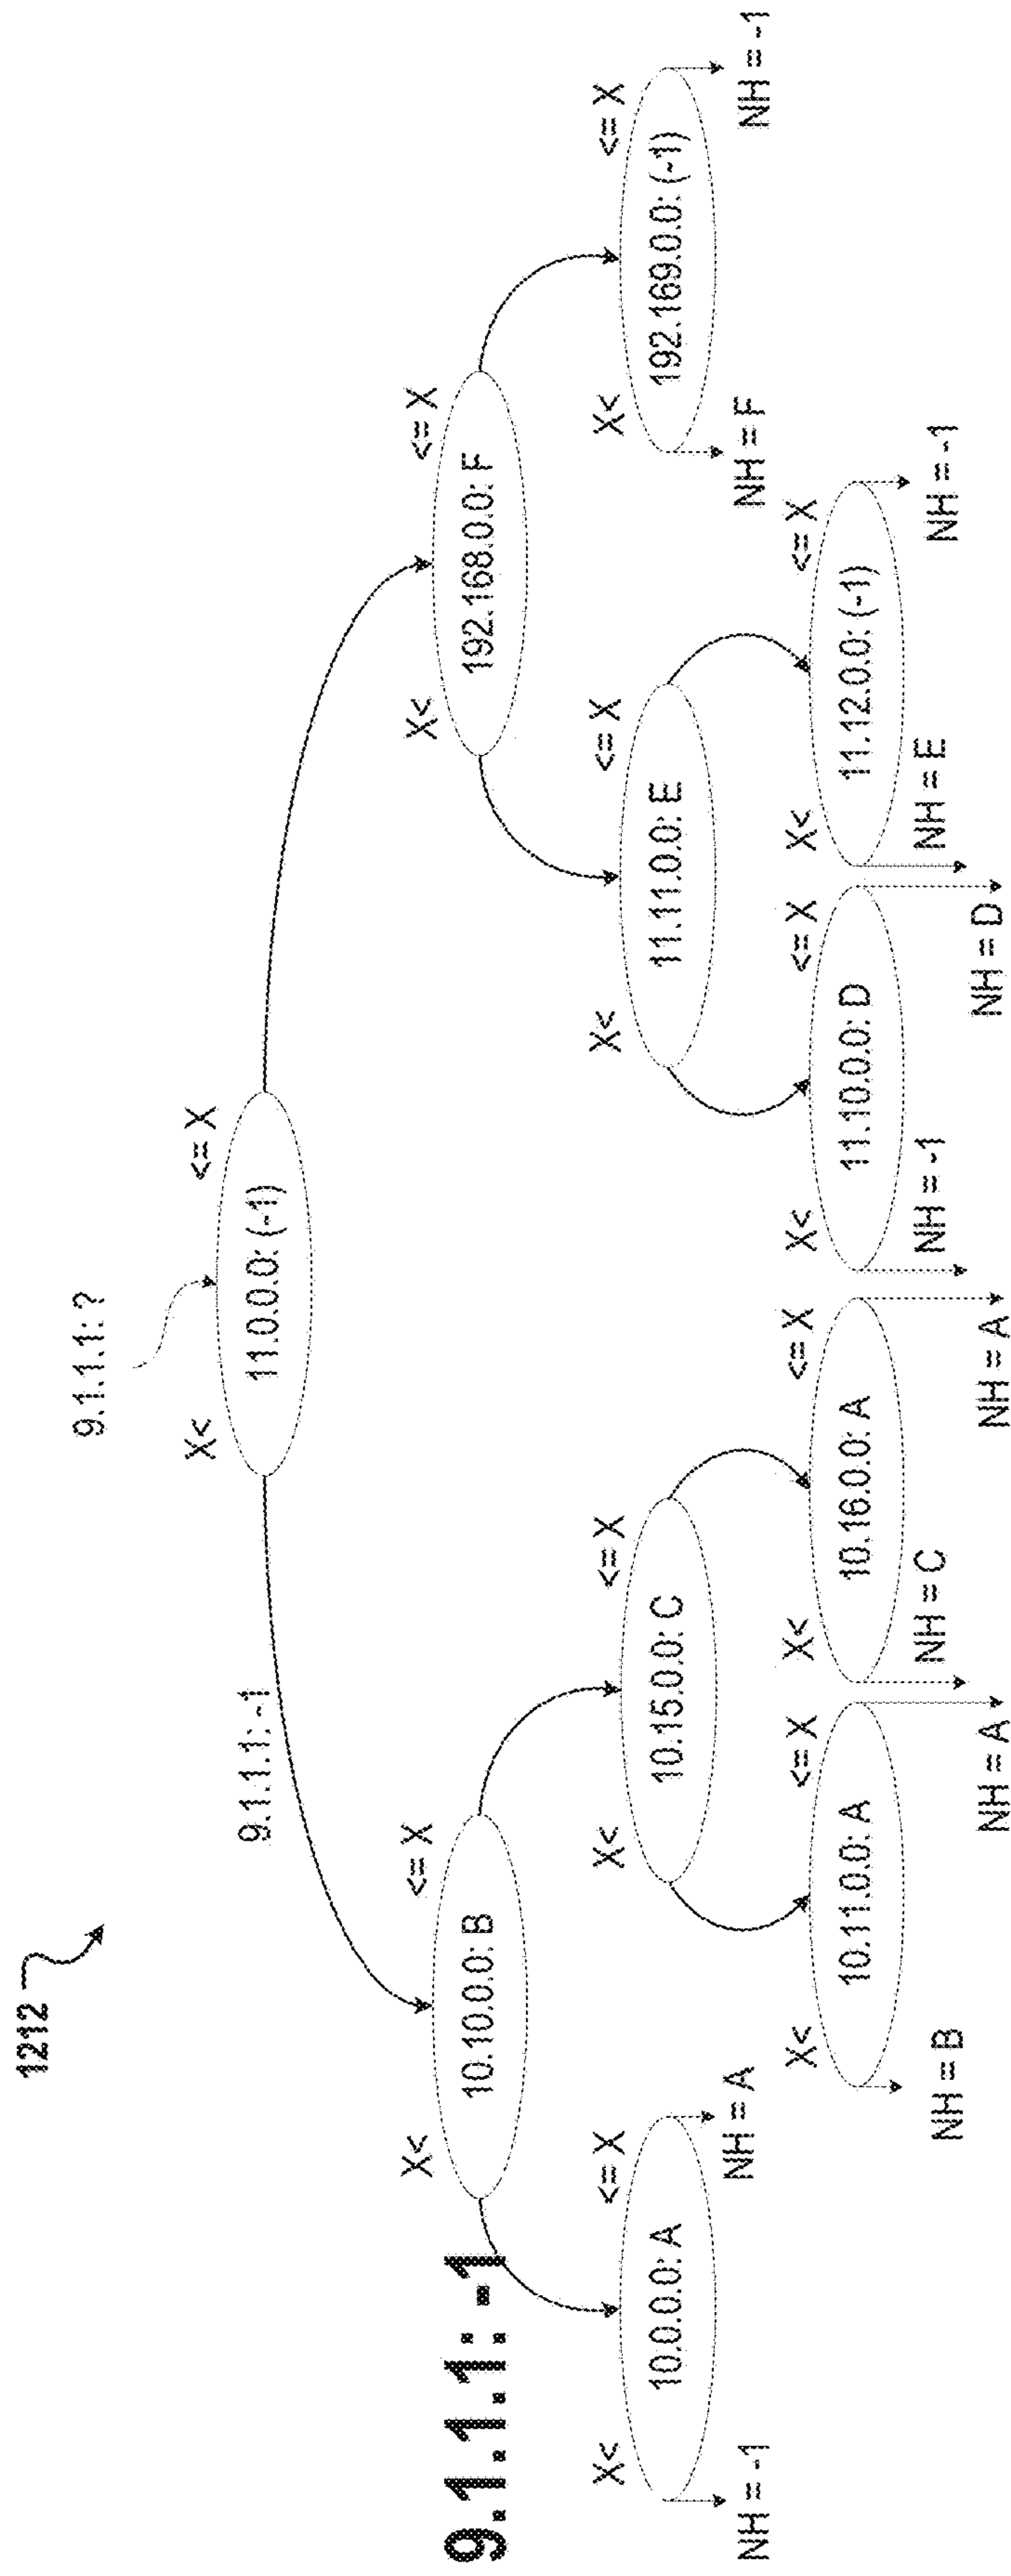 1212
9.1.1.1: ?
X<
<= X
11.0.0.0: (-1)
9.1.1.1: -1
X<
<= X
10.10.0.0: B
X<
<= X
192.168.0.0: F
9.1.1.1: -1
X<
<= X
10.0.0.0: A
NH = -1
NH = A
X<
<= X
10.15.0.0: C
X<
<= X
11.11.0.0: E
X<
<= X
192.169.0.0: (-1)
NH = F
NH = -1
X<
<= X
10.11.0.0: A
NH = B
NH = A
X<
<= X
10.16.0.0: A
NH = C
NH = A
X<
<= X
11.10.0.0: D
NH = -1
NH = D
X<
<= X
11.12.0.0: (-1)
NH = E
NH = -1